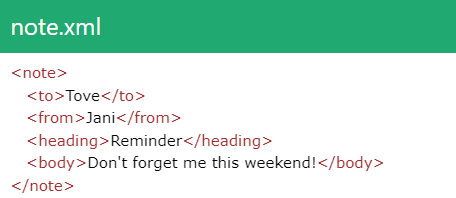 note.xml
<note>
<to>Tove</to>
<from>Jani</from>
<heading>Reminder</heading>
<body>Don't forget me this weekend!</body>
</note>